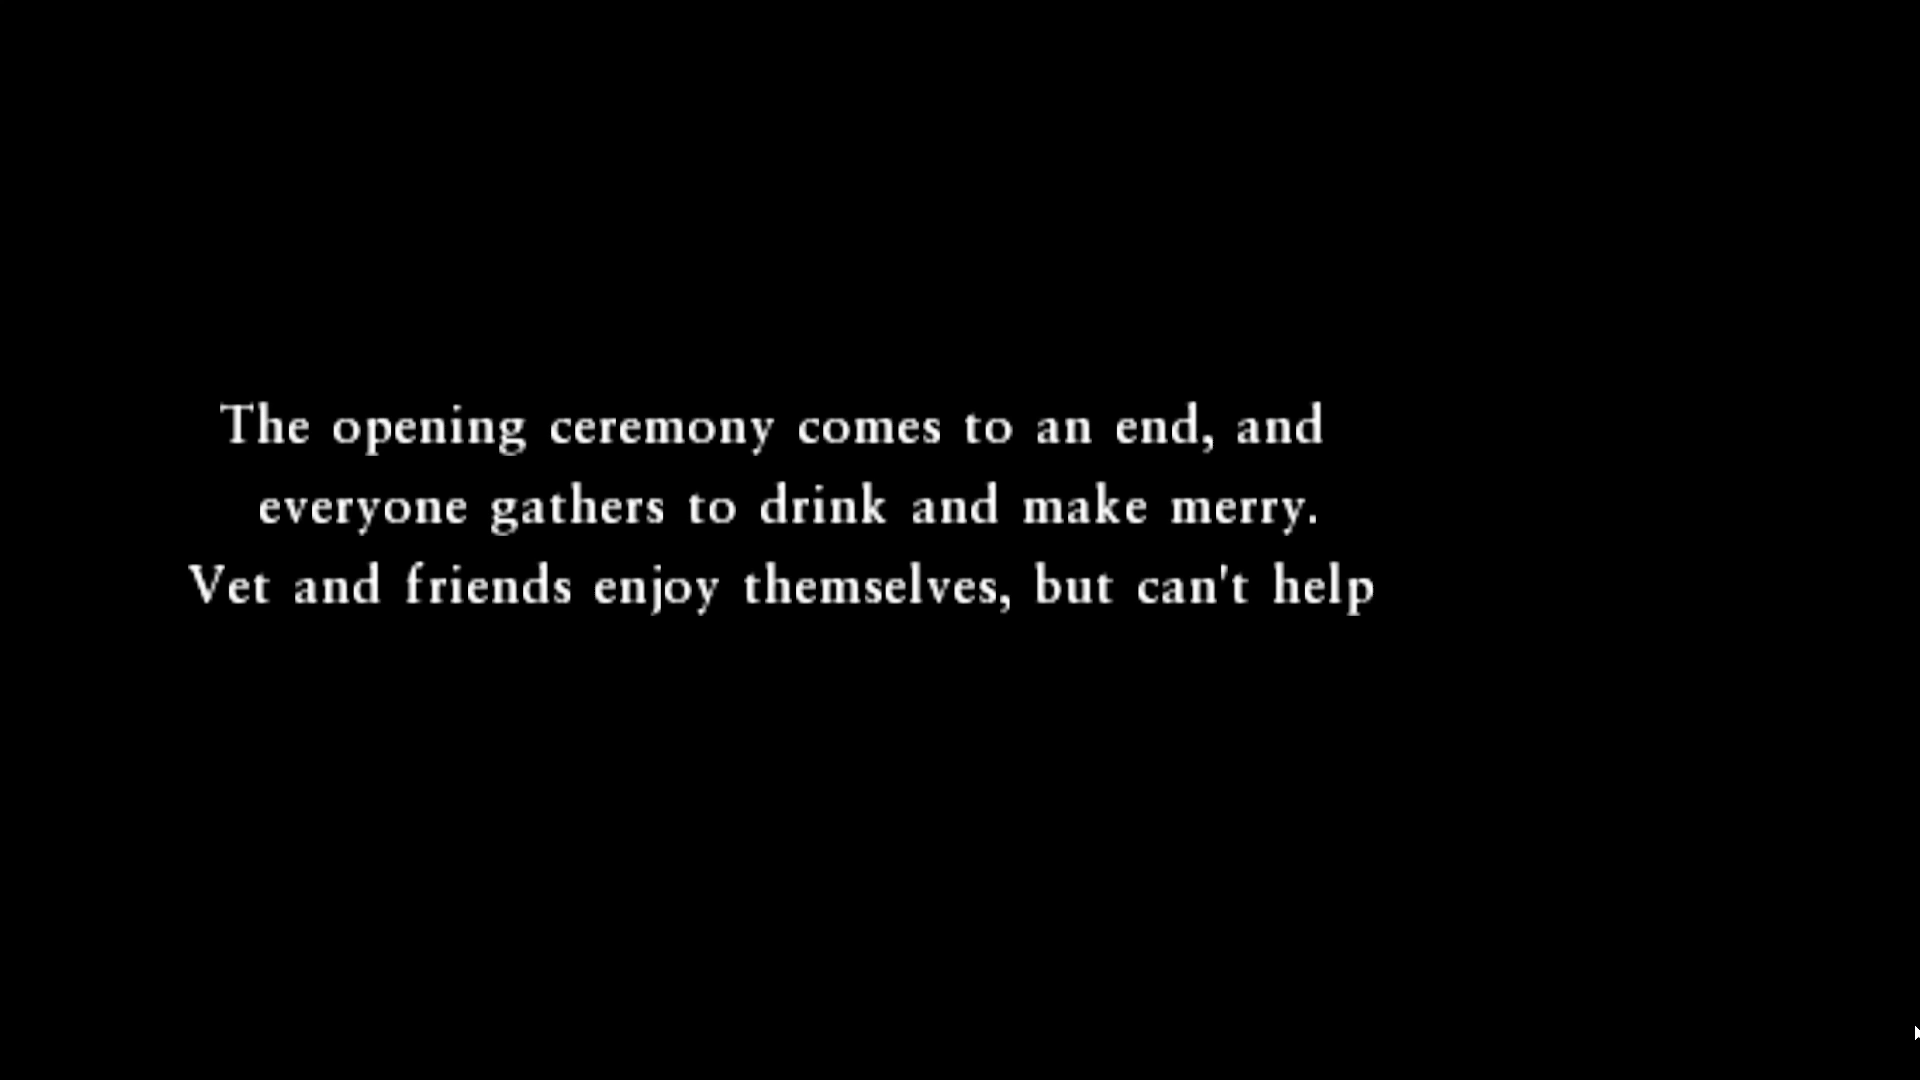 The opening ceremony comes to an end, and
everyone gathers to drink and make merry.
Vet and friends enjoy themselves, but can't help